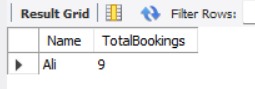 Result Grid Filter Rows:
Name TotalBookings
Ali 9